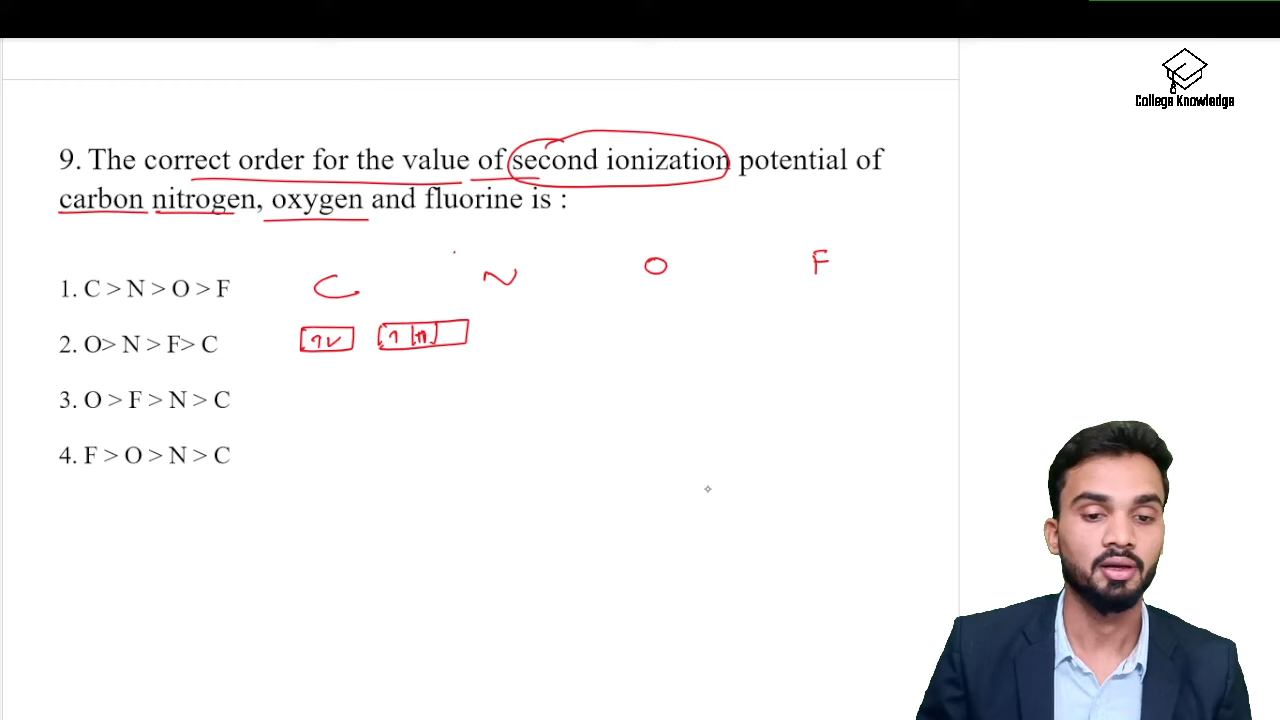 College Knowledge
9. The correct order for the value of second ionization potential of
carbon nitrogen, oxygen and fluorine is :
C N O F
1. C > N > O > F
2. O> N > F> C
3. O > F > N > C
4. F > O > N > C